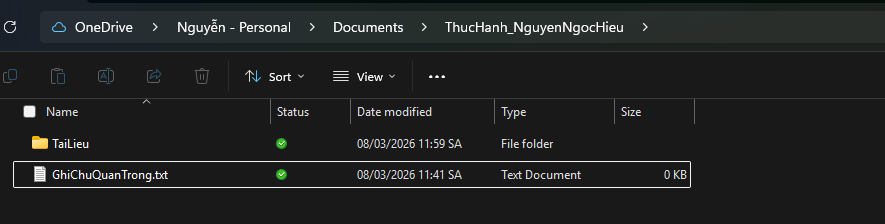 OneDrive > Nguyễn - Personal > Documents > ThucHanh_NguyenNgocHieu >
Sort View ...
Name Status Date modified Type Size
TaiLieu 08/03/2026 11:59 SA File folder
GhiChuQuanTrong.txt 08/03/2026 11:41 SA Text Document 0 KB